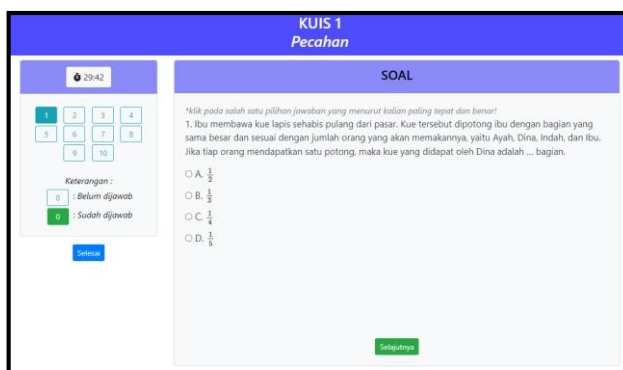 KUIS 1
Pecahan
29:42
1 2 3 4
5 6 7 8
9 10
Keterangan :
0 : Belum dijawab
0 : Sudah dijawab
Selesai
SOAL
*klik pada salah satu pilihan jawaban yang menurut kalian paling tepat dan benar!
1. Ibu membawa kue lapis sehabis pulang dari pasar. Kue tersebut dipotong ibu dengan bagian yang
sama besar dan sesuai dengan jumlah orang yang akan memakannya, yaitu Ayah, Dina, Indah, dan Ibu.
Jika tiap orang mendapatkan satu potong, maka kue yang didapat oleh Dina adalah ... bagian.
A. 1/2
B. 1/3
C. 1/4
D. 1/5
Selajutnya